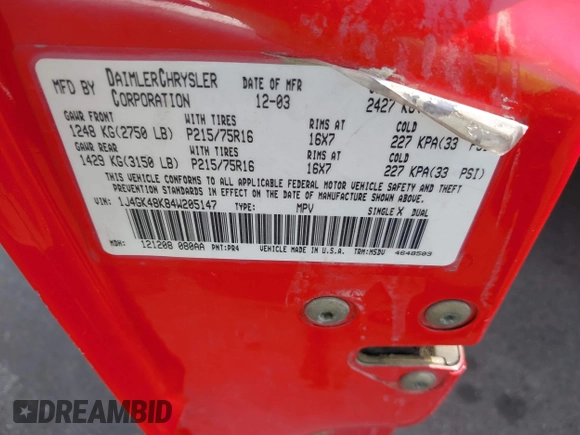 MFD BY DAIMLERCHRYSLER CORPORATION
DATE OF MFR 12-03
2427
GAWR FRONT WITH TIRES RIMS AT COLD
1248 KG(2750 LB) P215/75R16 16X7 227 KPA(33 PSI)
GAWR REAR WITH TIRES RIMS AT COLD
1429 KG(3150 LB) P215/75R16 16X7 227 KPA(33 PSI)
THIS VEHICLE CONFORMS TO ALL APPLICABLE FEDERAL MOTOR VEHICLE SAFETY AND THEFT
PREVENTION STANDARDS IN EFFECT ON THE DATE OF MANUFACTURE SHOWN ABOVE.
VIN: 1J4GK48K84W205147 TYPE: MPV SINGLE X DUAL
MDH: 121208 080AA PNT:PR4 VEHICLE MADE IN U.S.A. TRM:MSDV 4648503
DREAMBID